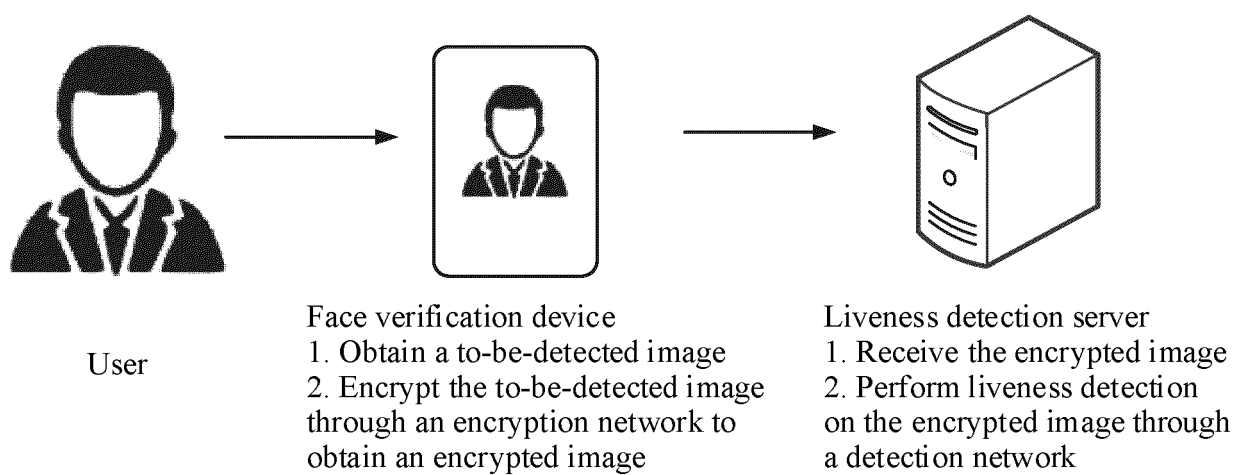 User
Face verification device
1. Obtain a to-be-detected image
2. Encrypt the to-be-detected image
through an encryption network to
obtain an encrypted image
Liveness detection server
1. Receive the encrypted image
2. Perform liveness detection
on the encrypted image through
a detection network